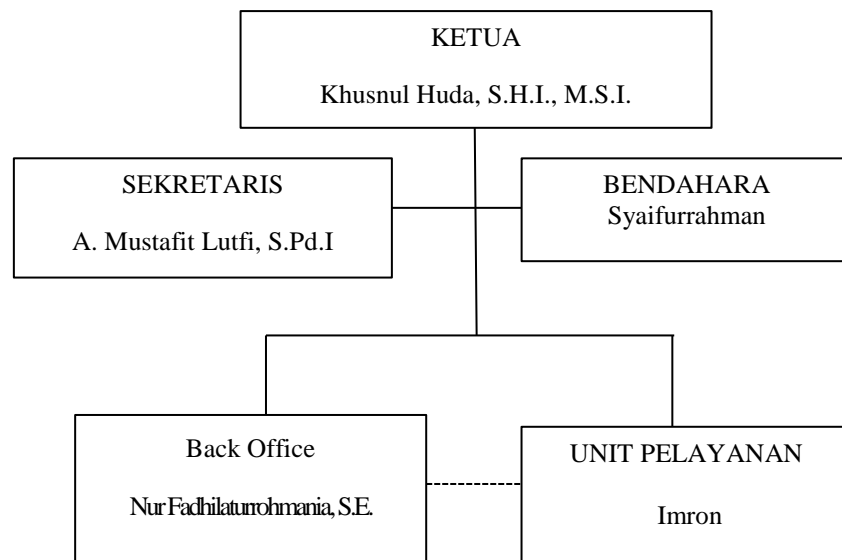 KETUA
Khusnul Huda, S.H.I., M.S.I.
SEKRETARIS
A. Mustafit Lutfi, S.Pd.I
BENDAHARA
Syaifurrahman
Back Office
Nur Fadhilaturrohmania, S.E.
UNIT PELAYANAN
Imron